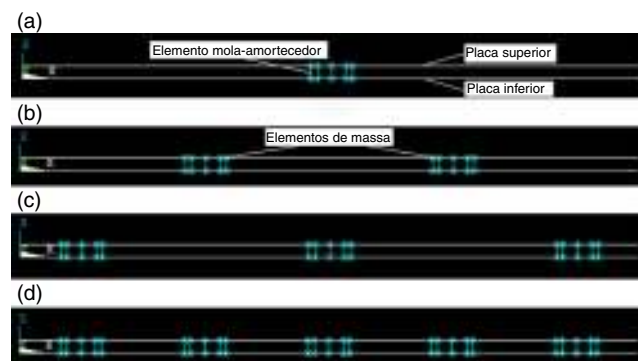 (a)
Elemento mola-amortecedor
Placa superior
Placa inferior
(b)
Elementos de massa
(c)
(d)